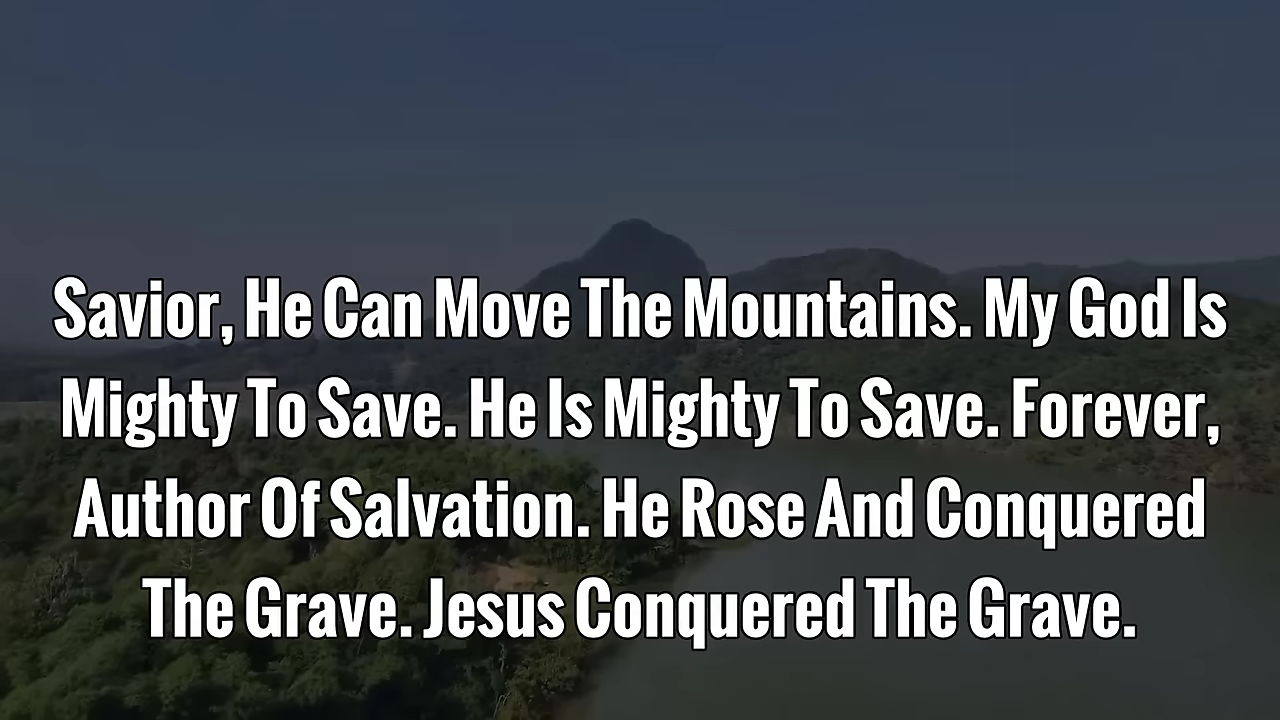 Savior, He Can Move The Mountains. My God Is
Mighty To Save. He Is Mighty To Save. Forever,
Author Of Salvation. He Rose And Conquered
The Grave. Jesus Conquered The Grave.